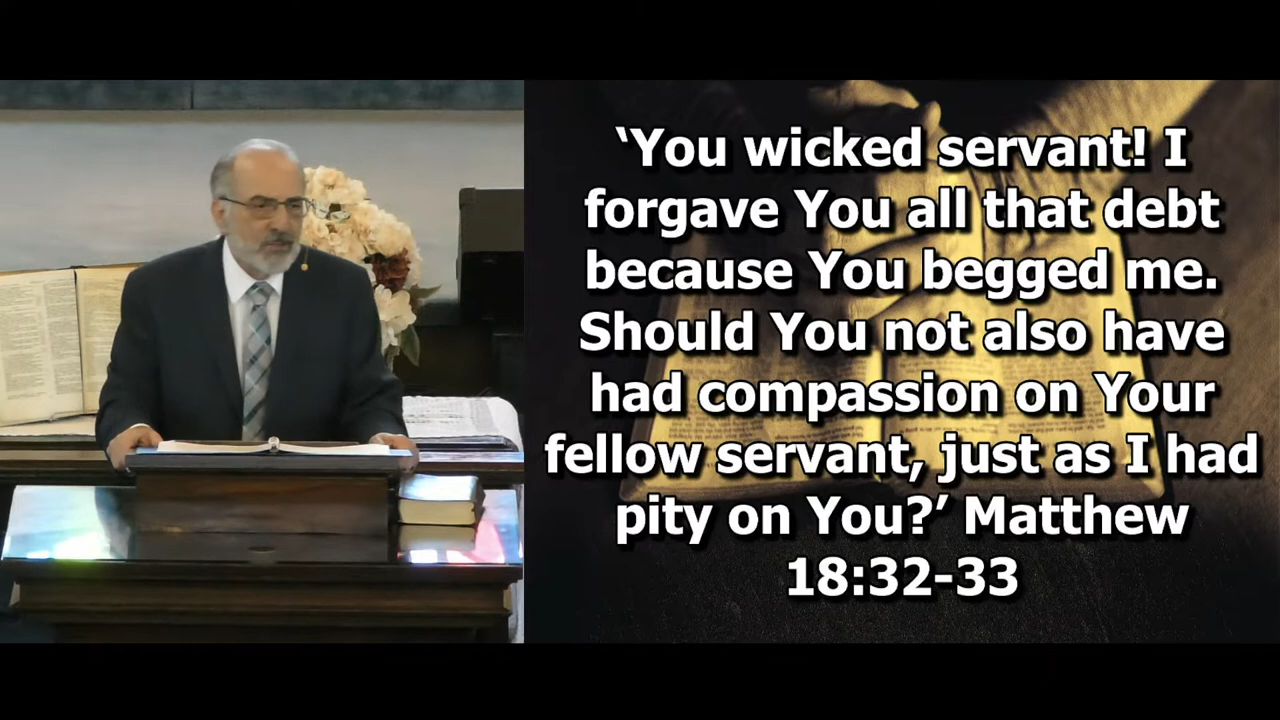 ‘You wicked servant! I
forgave You all that debt
because You begged me.
Should You not also have
had compassion on Your
fellow servant, just as I had
pity on You?’ Matthew
18:32-33